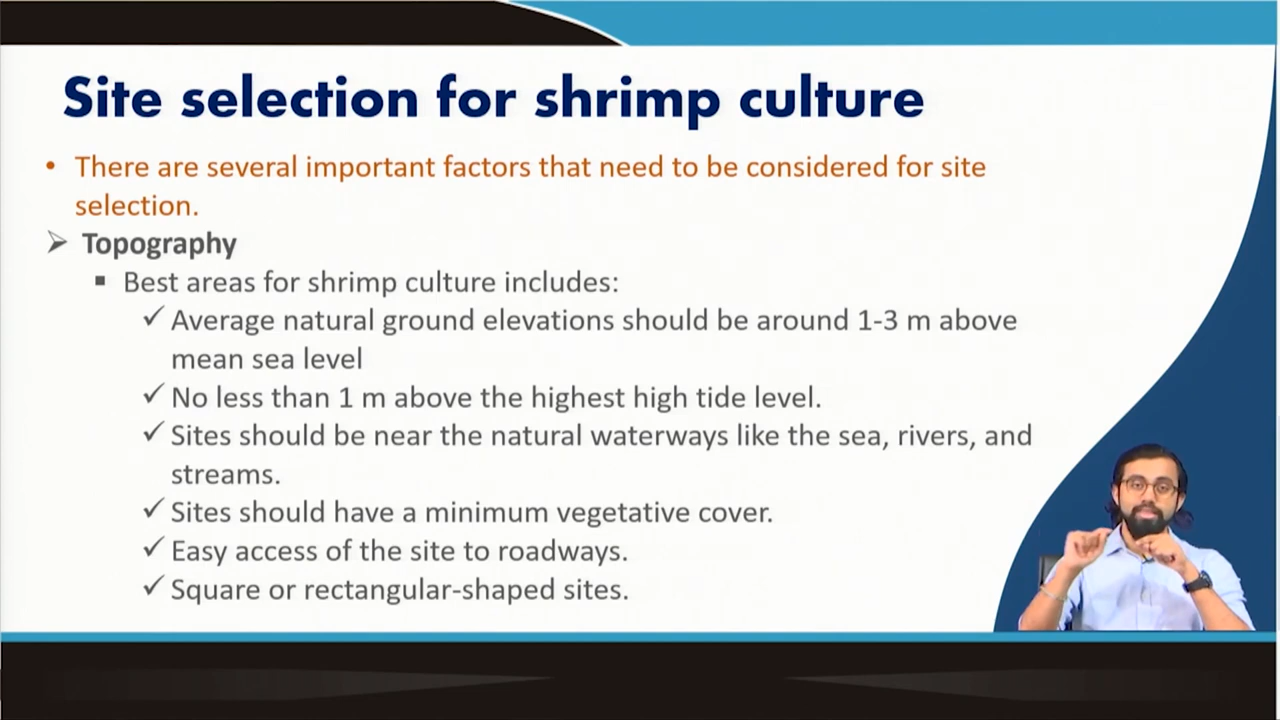 Site selection for shrimp culture
• There are several important factors that need to be considered for site
selection.
➢ Topography
▪ Best areas for shrimp culture includes:
✓ Average natural ground elevations should be around 1-3 m above
mean sea level
✓ No less than 1 m above the highest high tide level.
✓ Sites should be near the natural waterways like the sea, rivers, and
streams.
✓ Sites should have a minimum vegetative cover.
✓ Easy access of the site to roadways.
✓ Square or rectangular-shaped sites.